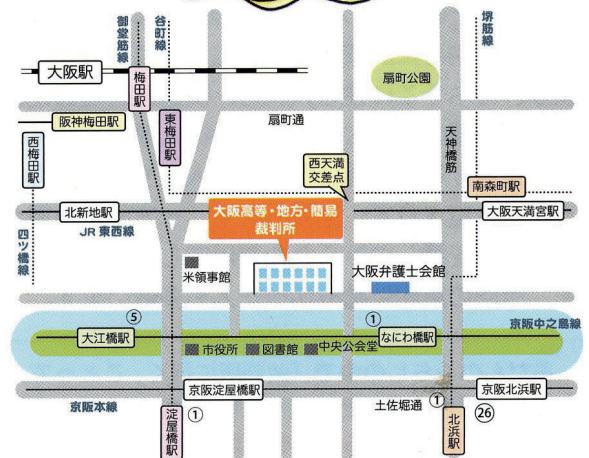 御堂筋線
谷町線
堺筋線
大阪駅
梅田駅
扇町公園
阪神梅田駅
東梅田駅
扇町通
天神橋筋
西梅田駅
西天満
交差点
南森町駅
北新地駅
大阪高等・地方・簡易
裁判所
大阪天満宮駅
JR東西線
四ツ橋線
米領事館
大阪弁護士会館
⑤
①
京阪中之島線
大江橋駅
なにわ橋駅
市役所
図書館
中央公会堂
京阪淀屋橋駅
京阪北浜駅
京阪本線
淀屋橋駅
①
土佐堀通
①
北浜駅
㉖